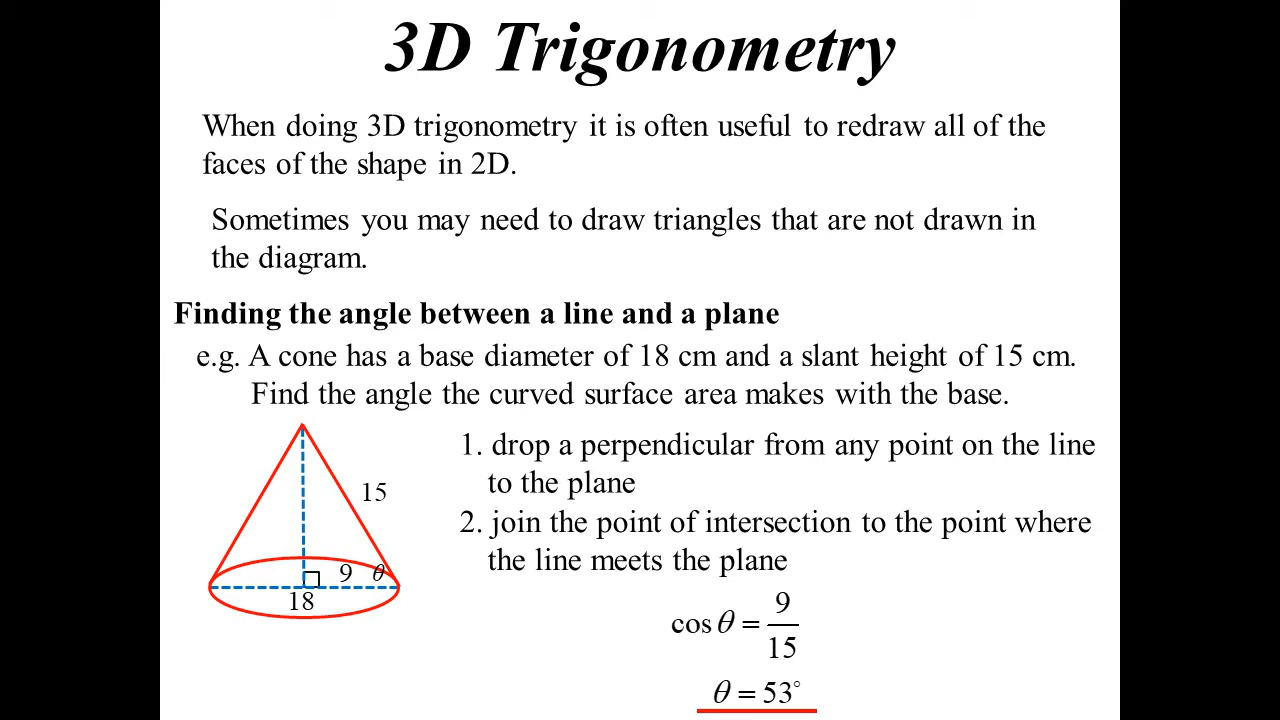 3D Trigonometry
When doing 3D trigonometry it is often useful to redraw all of the
faces of the shape in 2D.
Sometimes you may need to draw triangles that are not drawn in
the diagram.
Finding the angle between a line and a plane
e.g. A cone has a base diameter of 18 cm and a slant height of 15 cm.
Find the angle the curved surface area makes with the base.
1. drop a perpendicular from any point on the line
to the plane
2. join the point of intersection to the point where
the line meets the plane
15
9 θ
18
cos θ = 9/15
θ = 53°